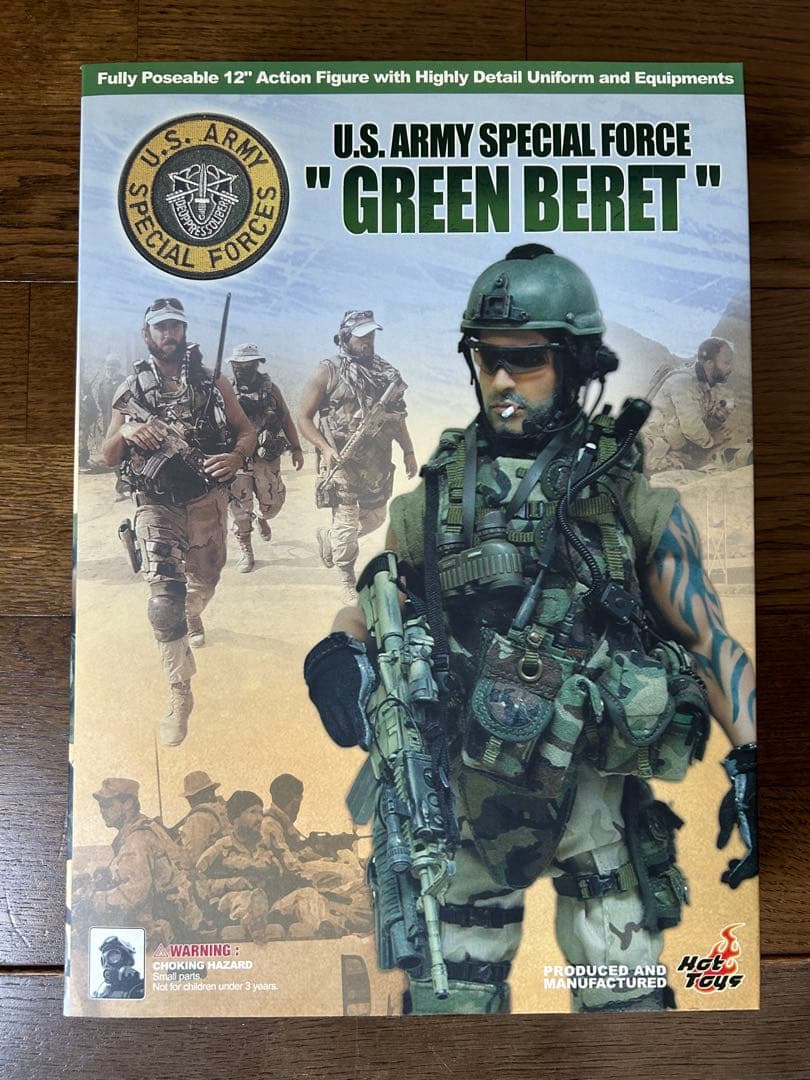 Fully Poseable 12" Action Figure with Highly Detail Uniform and Equipments
U.S. ARMY
SPECIAL FORCES
DE OPPRESSO LIBER
U.S. ARMY SPECIAL FORCE
" GREEN BERET "
WARNING :
CHOKING HAZARD
Small parts.
Not for children under 3 years.
PRODUCED AND
MANUFACTURED
Hot
Toys